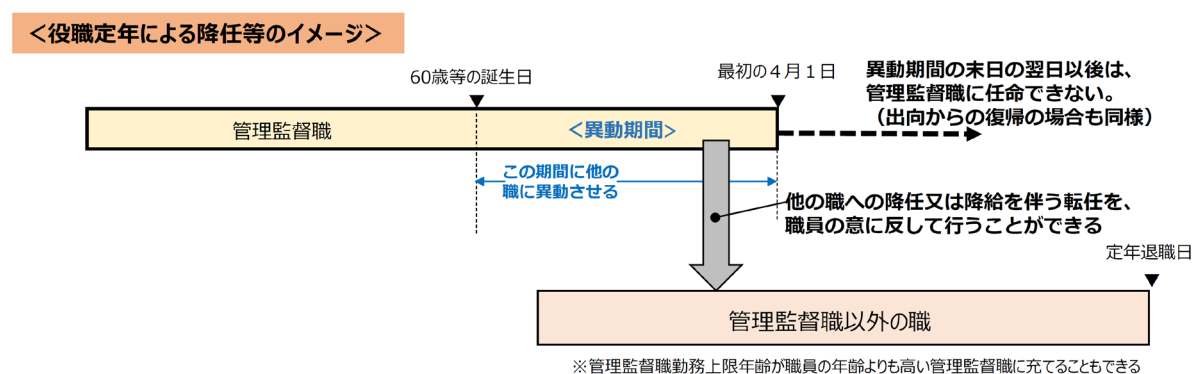 <役職定年による降任等のイメージ>
60歳等の誕生日
最初の４月１日
異動期間の末日の翌日以後は、
管理監督職に任命できない。
（出向からの復帰の場合も同様）
管理監督職
<異動期間>
この期間に他の
職に異動させる
他の職への降任又は降給を伴う転任を、
職員の意に反して行うことができる
定年退職日
管理監督職以外の職
※管理監督職勤務上限年齢が職員の年齢よりも高い管理監督職に充てることもできる